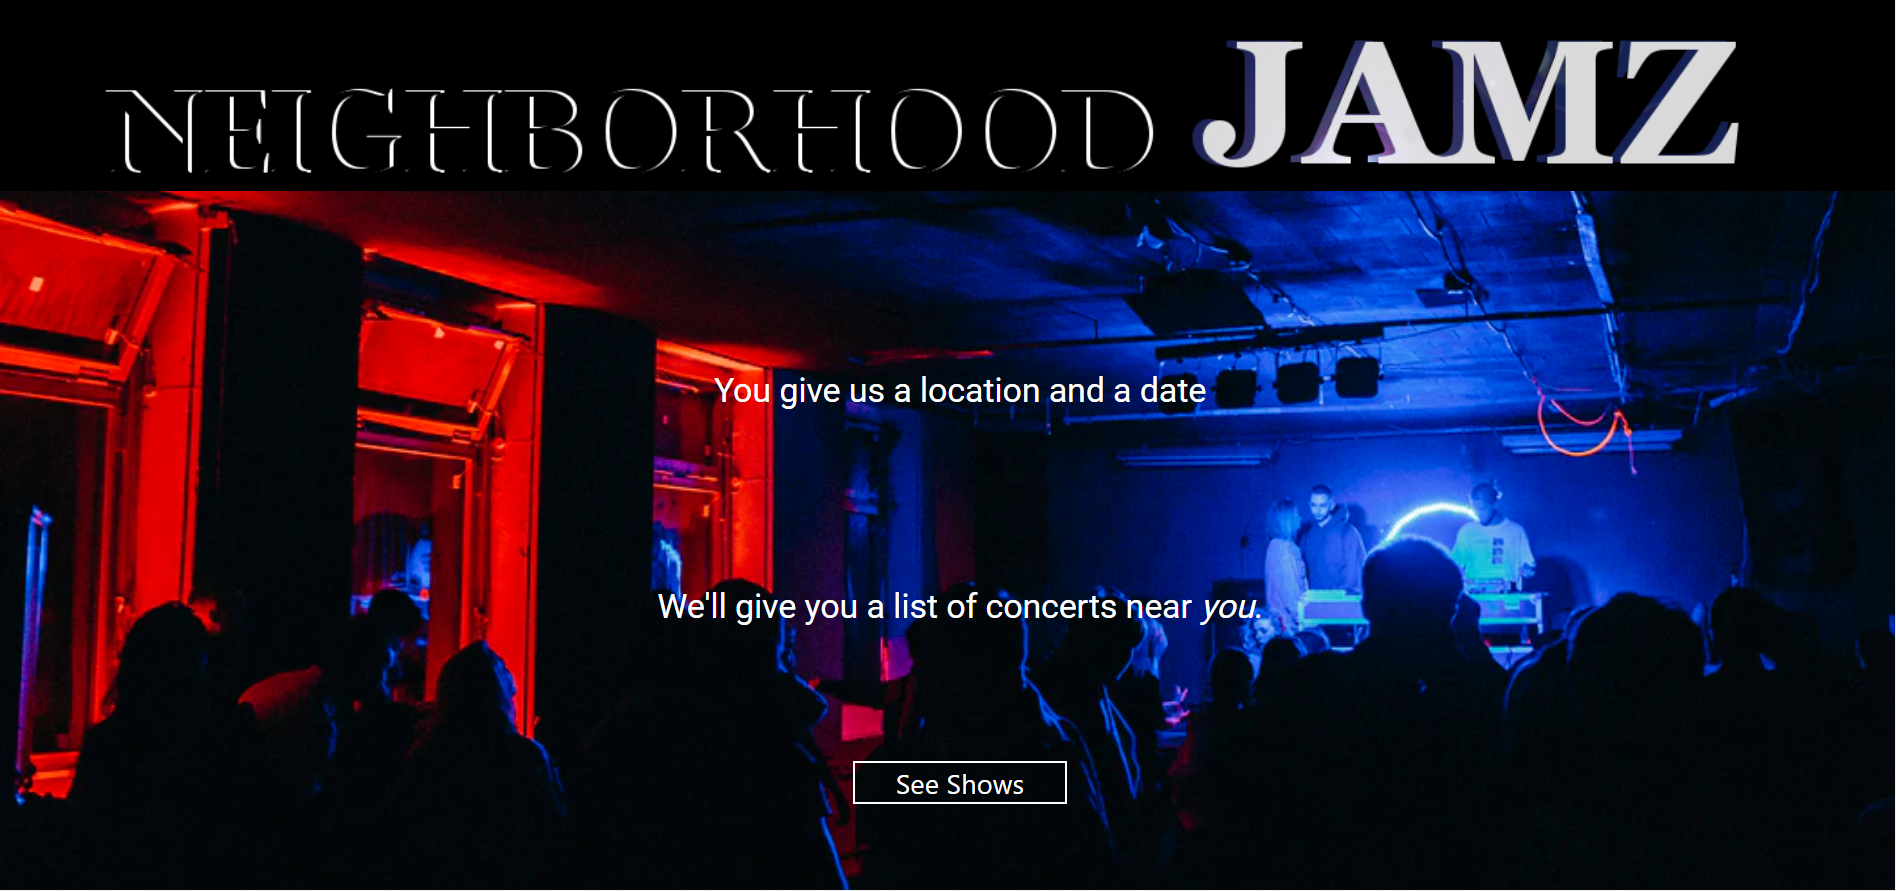 NEIGHBORHOOD JAMZ
You give us a location and a date
We'll give you a list of concerts near you.
See Shows